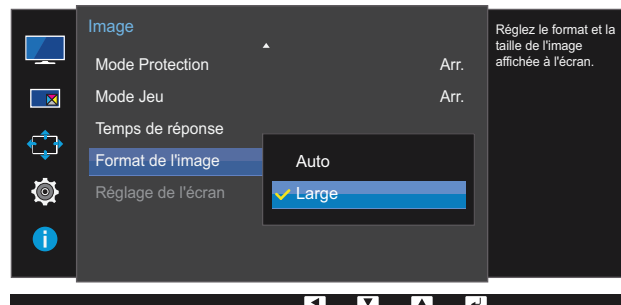 Image
Réglez le format et la
taille de l'image
affichée à l'écran.
Mode Protection Arr.
Mode Jeu Arr.
Temps de réponse
Format de l'image
Auto
Large
Réglage de l'écran